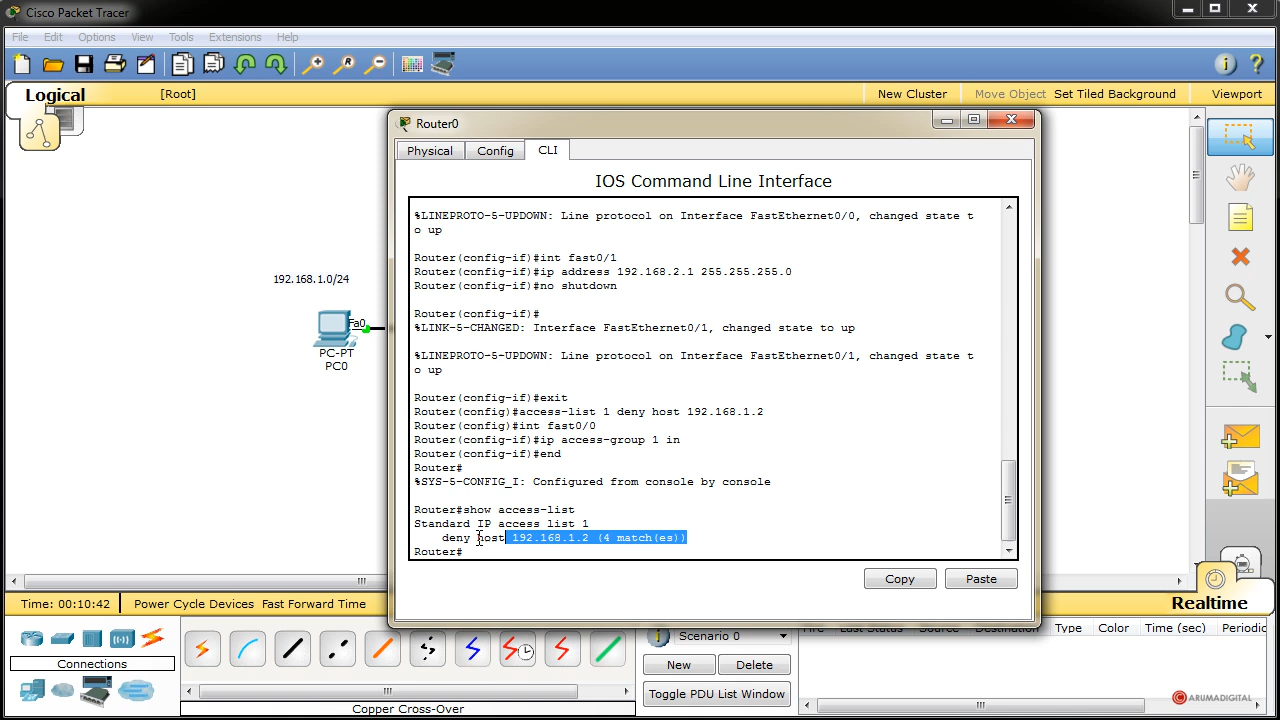 Cisco Packet Tracer
File Edit Options View Tools Extensions Help
Logical [Root] New Cluster Move Object Set Tiled Background Viewport
Router0
Physical Config CLI
IOS Command Line Interface
%LINEPROTO-5-UPDOWN: Line protocol on Interface FastEthernet0/0, changed state t
o up
Router(config-if)#int fast0/1
Router(config-if)#ip address 192.168.2.1 255.255.255.0
Router(config-if)#no shutdown
Router(config-if)#
%LINK-5-CHANGED: Interface FastEthernet0/1, changed state to up
%LINEPROTO-5-UPDOWN: Line protocol on Interface FastEthernet0/1, changed state t
o up
Router(config-if)#exit
Router(config)#access-list 1 deny host 192.168.1.2
Router(config)#int fast0/0
Router(config-if)#ip access-group 1 in
Router(config-if)#end
Router#
%SYS-5-CONFIG_I: Configured from console by console
Router#show access-list
Standard IP access list 1
deny host 192.168.1.2 (4 match(es))
Router#
Copy Paste
192.168.1.0/24
Fa0
PC-PT
PC0
Time: 00:10:42 Power Cycle Devices Fast Forward Time Realtime
Scenario 0
Fire Last Status Source Destination Type Color Time (sec) Periodic
Connections
New Delete
Toggle PDU List Window
Copper Cross-Over
ARUMADIGITAL